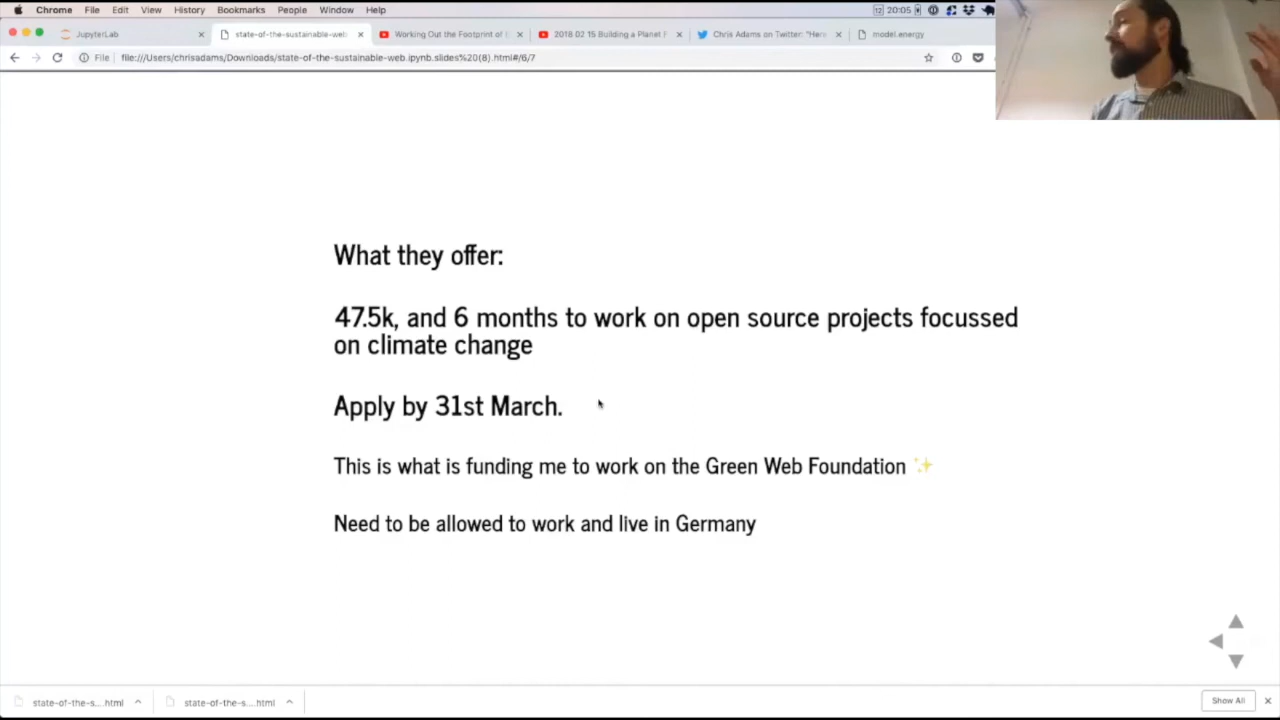 Chrome File Edit View History Bookmarks People Window Help 12 20:05
JupyterLab state-of-the-sustainable-web Working Out the Footprint of 2018 02 15 Building a Planet F Chris Adams on Twitter: "Here model.energy
File file:///Users/chrisadams/Downloads/state-of-the-sustainable-web.ipynb.slides%20(8).html#/6/7
What they offer:
47.5k, and 6 months to work on open source projects focussed
on climate change
Apply by 31st March.
This is what is funding me to work on the Green Web Foundation ✨
Need to be allowed to work and live in Germany
state-of-the-s....html state-of-the-s....html Show All